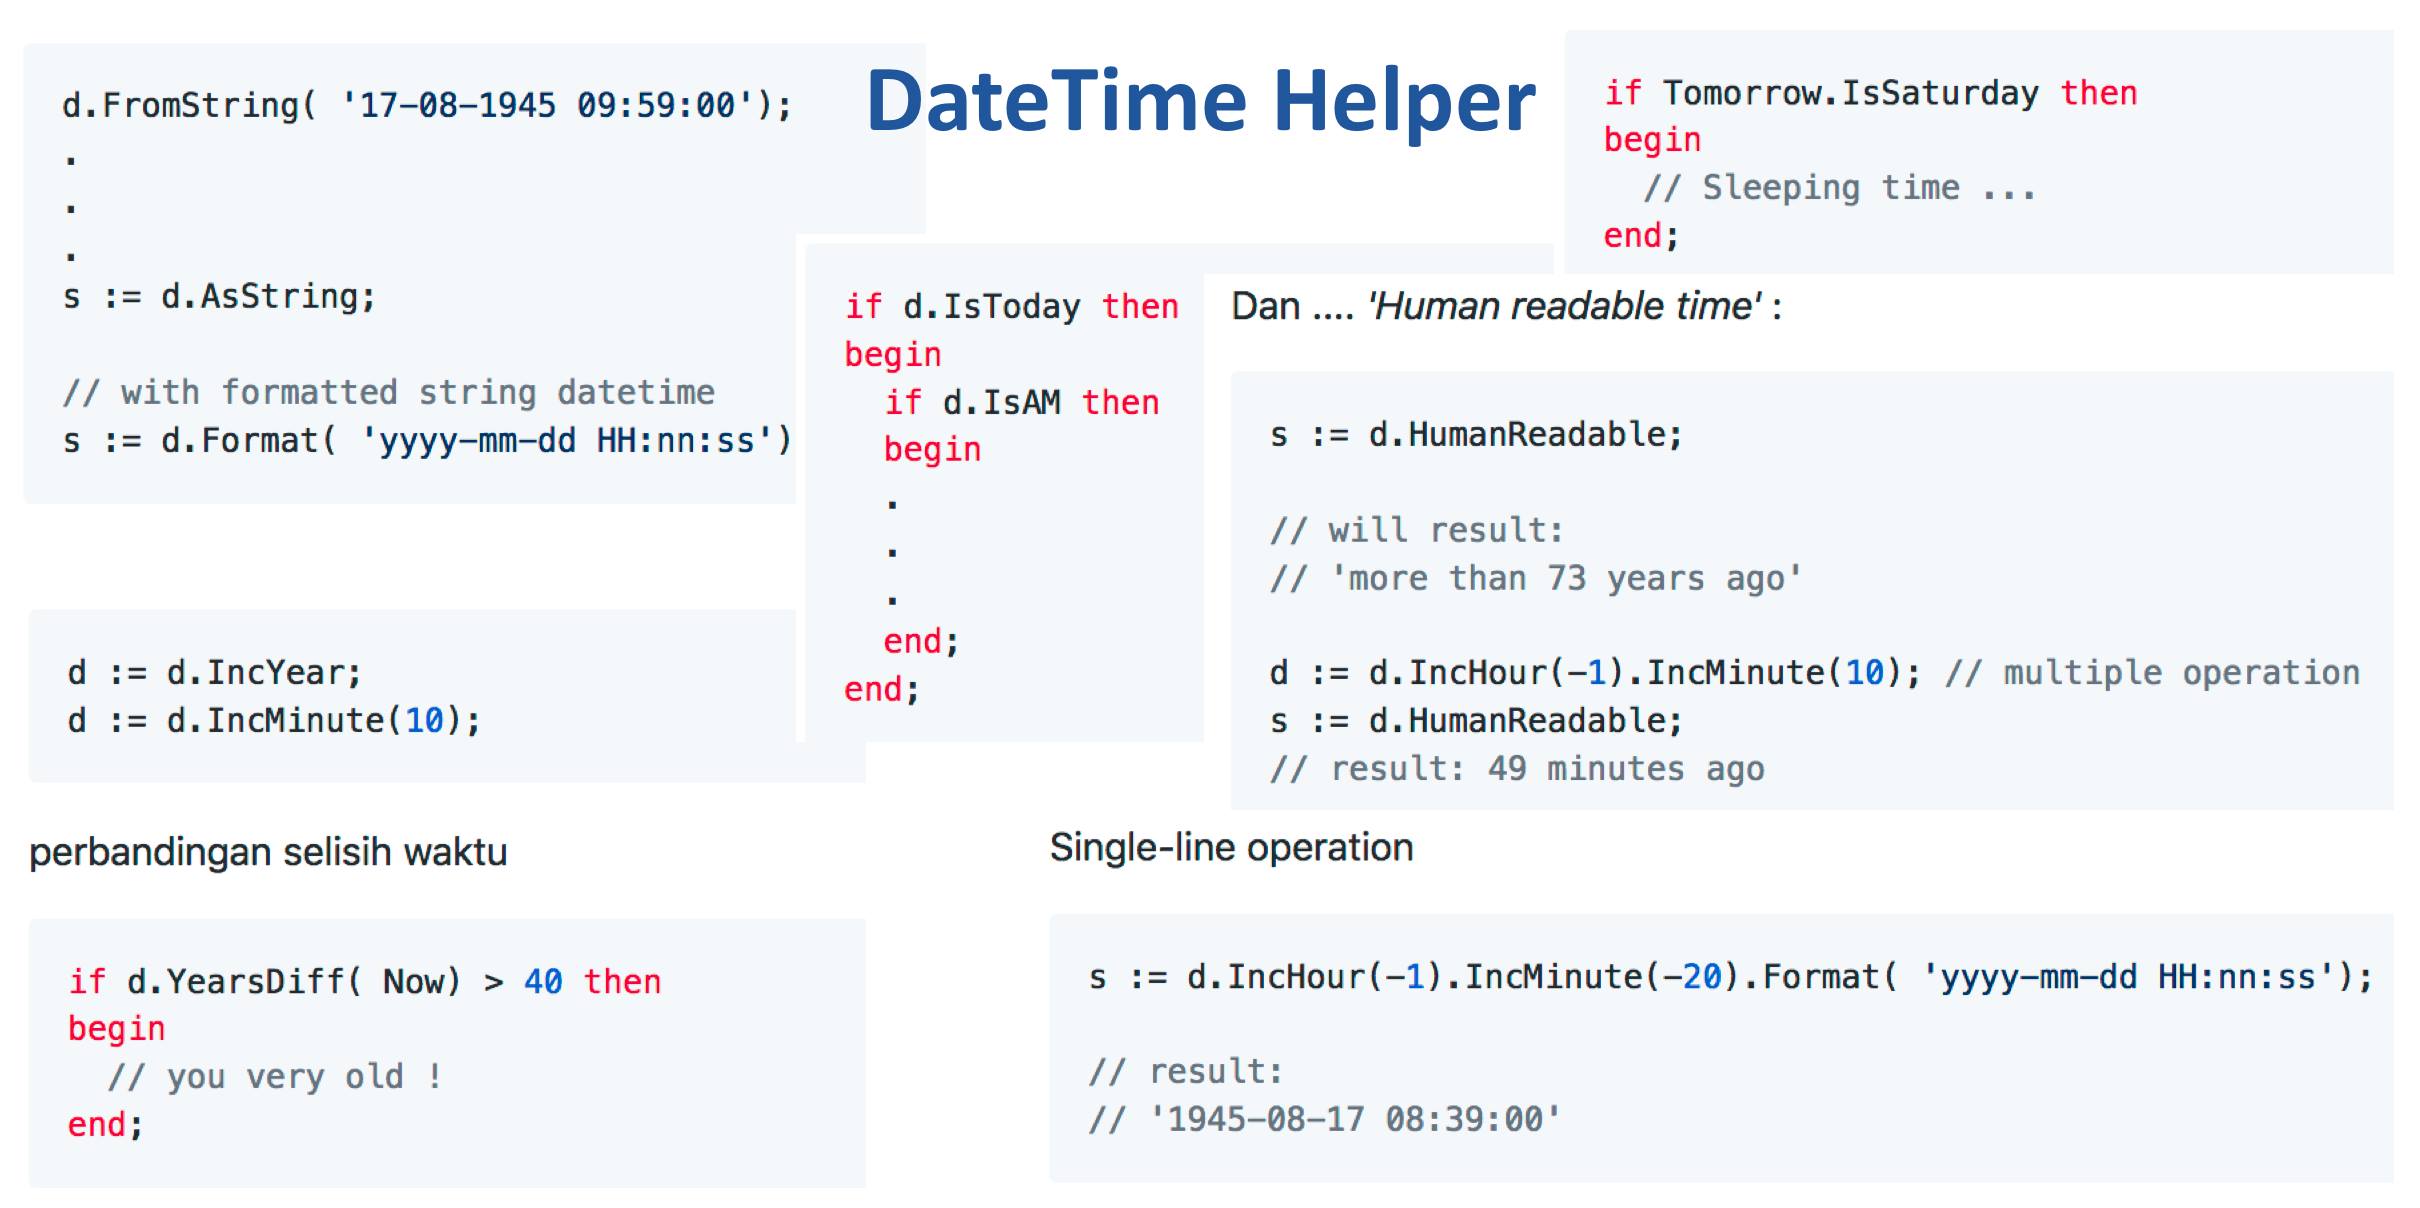 DateTime Helper
d.FromString( '17-08-1945 09:59:00');
.
.
.
s := d.AsString;
// with formatted string datetime
s := d.Format( 'yyyy-mm-dd HH:nn:ss')
d := d.IncYear;
d := d.IncMinute(10);
perbandingan selisih waktu
if d.YearsDiff( Now) > 40 then
begin
// you very old !
end;
if d.IsToday then
begin
if d.IsAM then
begin
.
.
.
end;
end;
if Tomorrow.IsSaturday then
begin
// Sleeping time ...
end;
Dan .... 'Human readable time' :
s := d.HumanReadable;
// will result:
// 'more than 73 years ago'
d := d.IncHour(-1).IncMinute(10); // multiple operation
s := d.HumanReadable;
// result: 49 minutes ago
Single-line operation
s := d.IncHour(-1).IncMinute(-20).Format( 'yyyy-mm-dd HH:nn:ss');
// result:
// '1945-08-17 08:39:00'